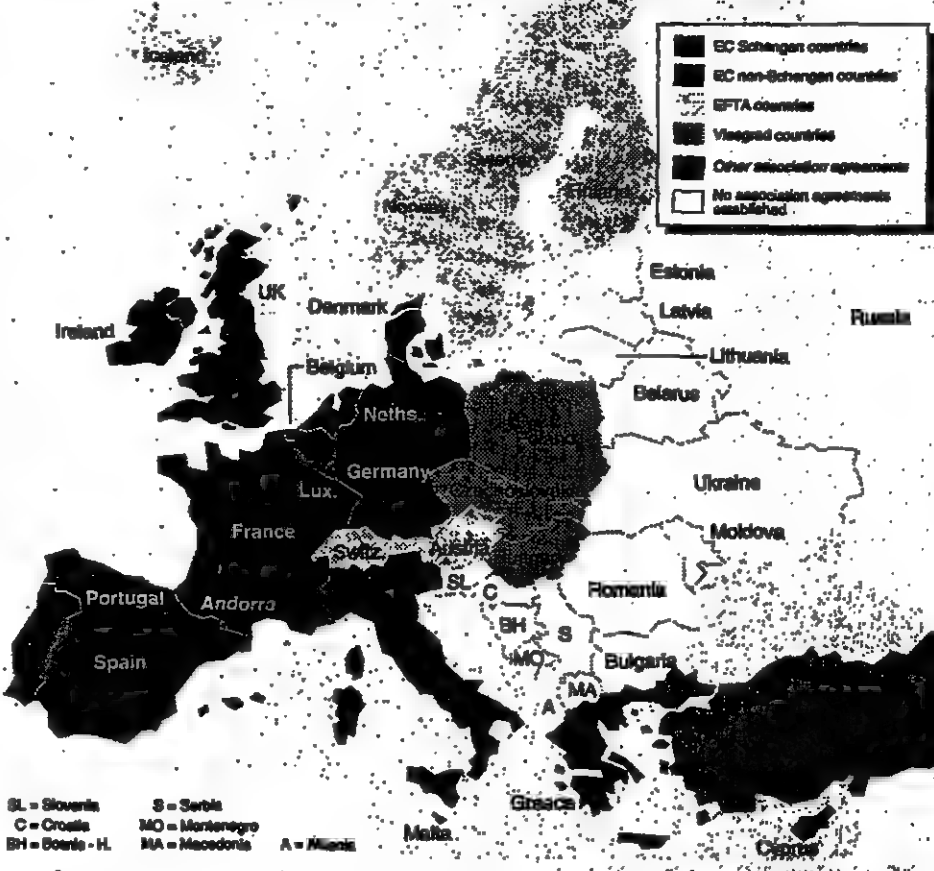 Iceland
EC Schengen countries
EC non-Schengen countries
EFTA countries
Visegrad countries
Other association agreements
No association agreements
established
Sweden
Finland
Norway
Estonia
UK
Denmark
Latvia
Russia
Ireland
Lithuania
Belgium
Belarus
Neths.
Germany
Lux.
Ukraine
France
Moldova
Switz.
Austria
SL
C
Romania
Portugal
Andorra
BH
S
Spain
MO
Bulgaria
MA
A
SL = Slovenia
S = Serbia
Greece
C = Croatia
MO = Montenegro
Malta
BH = Bosnia - H.
MA = Macedonia
A =
Cyprus